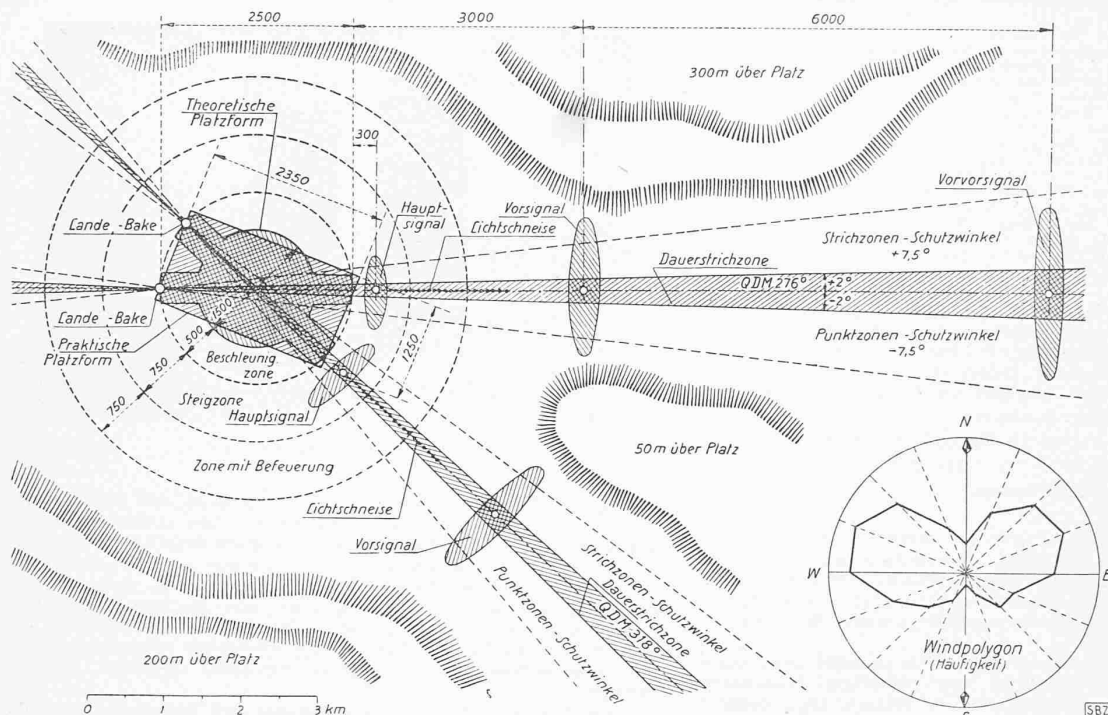 2500
3000
6000
300 m über Platz
Theoretische
Platzform
300
2350
Haupt-
signal
Vorsignal
Lichtschneise
Vorvorsignal
Lande-Bake
Strichzonen-Schutzwinkel
+7,5°
Dauerstrichzone
QDM 276°
+2°
-2°
Lande-Bake
Praktische
Platzform
Punktzonen-Schutzwinkel
-7,5°
1500
500
750
750
1250
Beschleunig.
zone
Steigzone
Hauptsignal
50 m über Platz
Zone mit Befeuerung
Lichtschneise
Vorsignal
Strichzonen-Schutzwinkel
Dauerstrichzone
QDM 318°
Punktzonen-Schutzwinkel
200 m über Platz
N
W
E
S
Windpolygon
(Häufigkeit)
0 1 2 3 km
SBZ